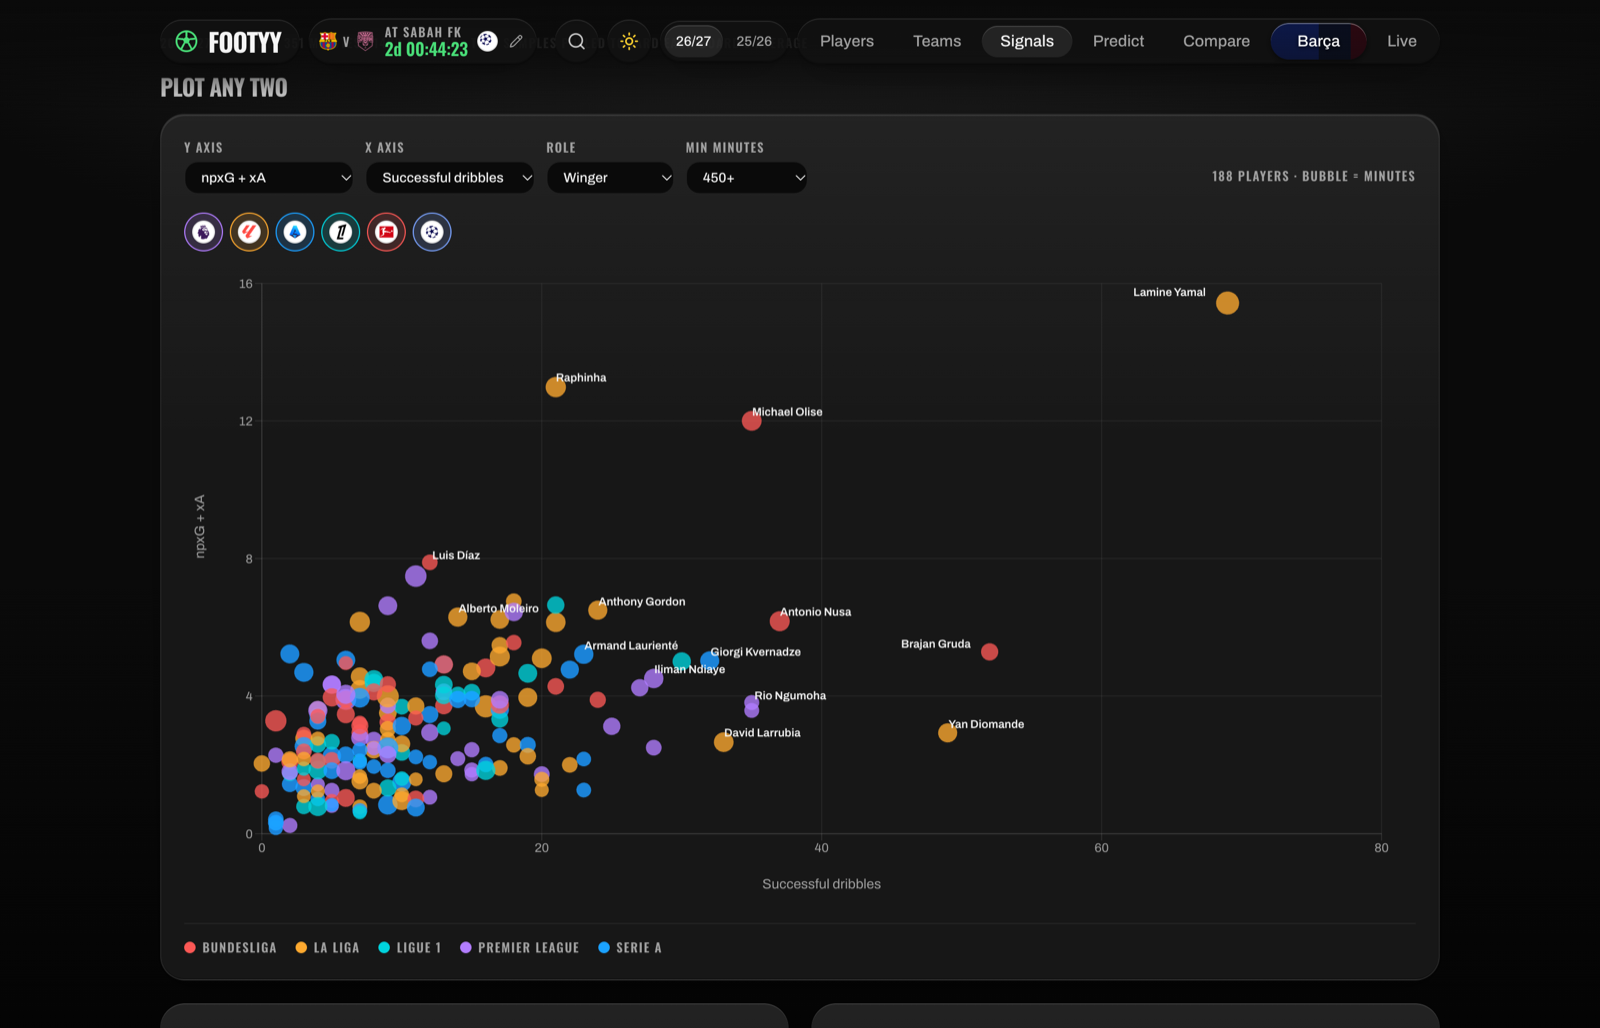 FOOTYY
V
AT SABAH FK
2d 00:44:23
26/27
25/26
Players
Teams
Signals
Predict
Compare
Barça
Live
PLOT ANY TWO
Y AXIS
X AXIS
ROLE
MIN MINUTES
npxG + xA
Successful dribbles
Winger
450+
188 PLAYERS · BUBBLE = MINUTES
16
Lamine Yamal
Raphinha
12
Michael Olise
npxG + xA
8
Luis Díaz
Alberto Moleiro
Anthony Gordon
Antonio Nusa
Armand Laurienté
Giorgi Kvernadze
Brajan Gruda
Iliman Ndiaye
4
Rio Ngumoha
Yan Diomande
David Larrubia
0
0
20
40
60
80
Successful dribbles
BUNDESLIGA
LA LIGA
LIGUE 1
PREMIER LEAGUE
SERIE A